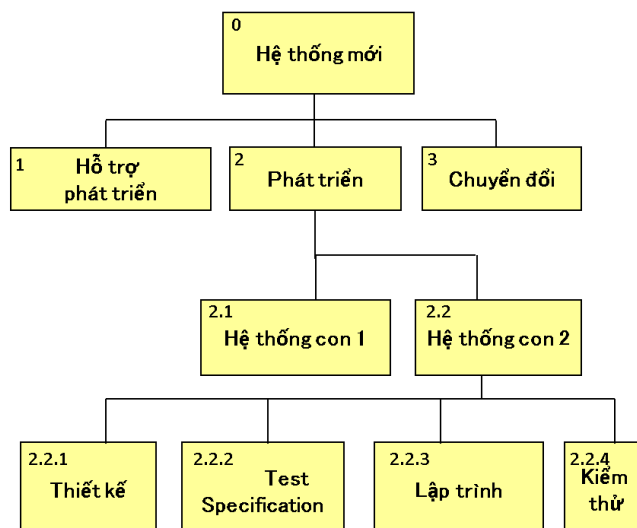 0
Hệ thống mới
1
Hỗ trợ
phát triển
2
Phát triển
3
Chuyển đổi
2.1
Hệ thống con 1
2.2
Hệ thống con 2
2.2.1
Thiết kế
2.2.2
Test
Specification
2.2.3
Lập trình
2.2.4
Kiểm
thử